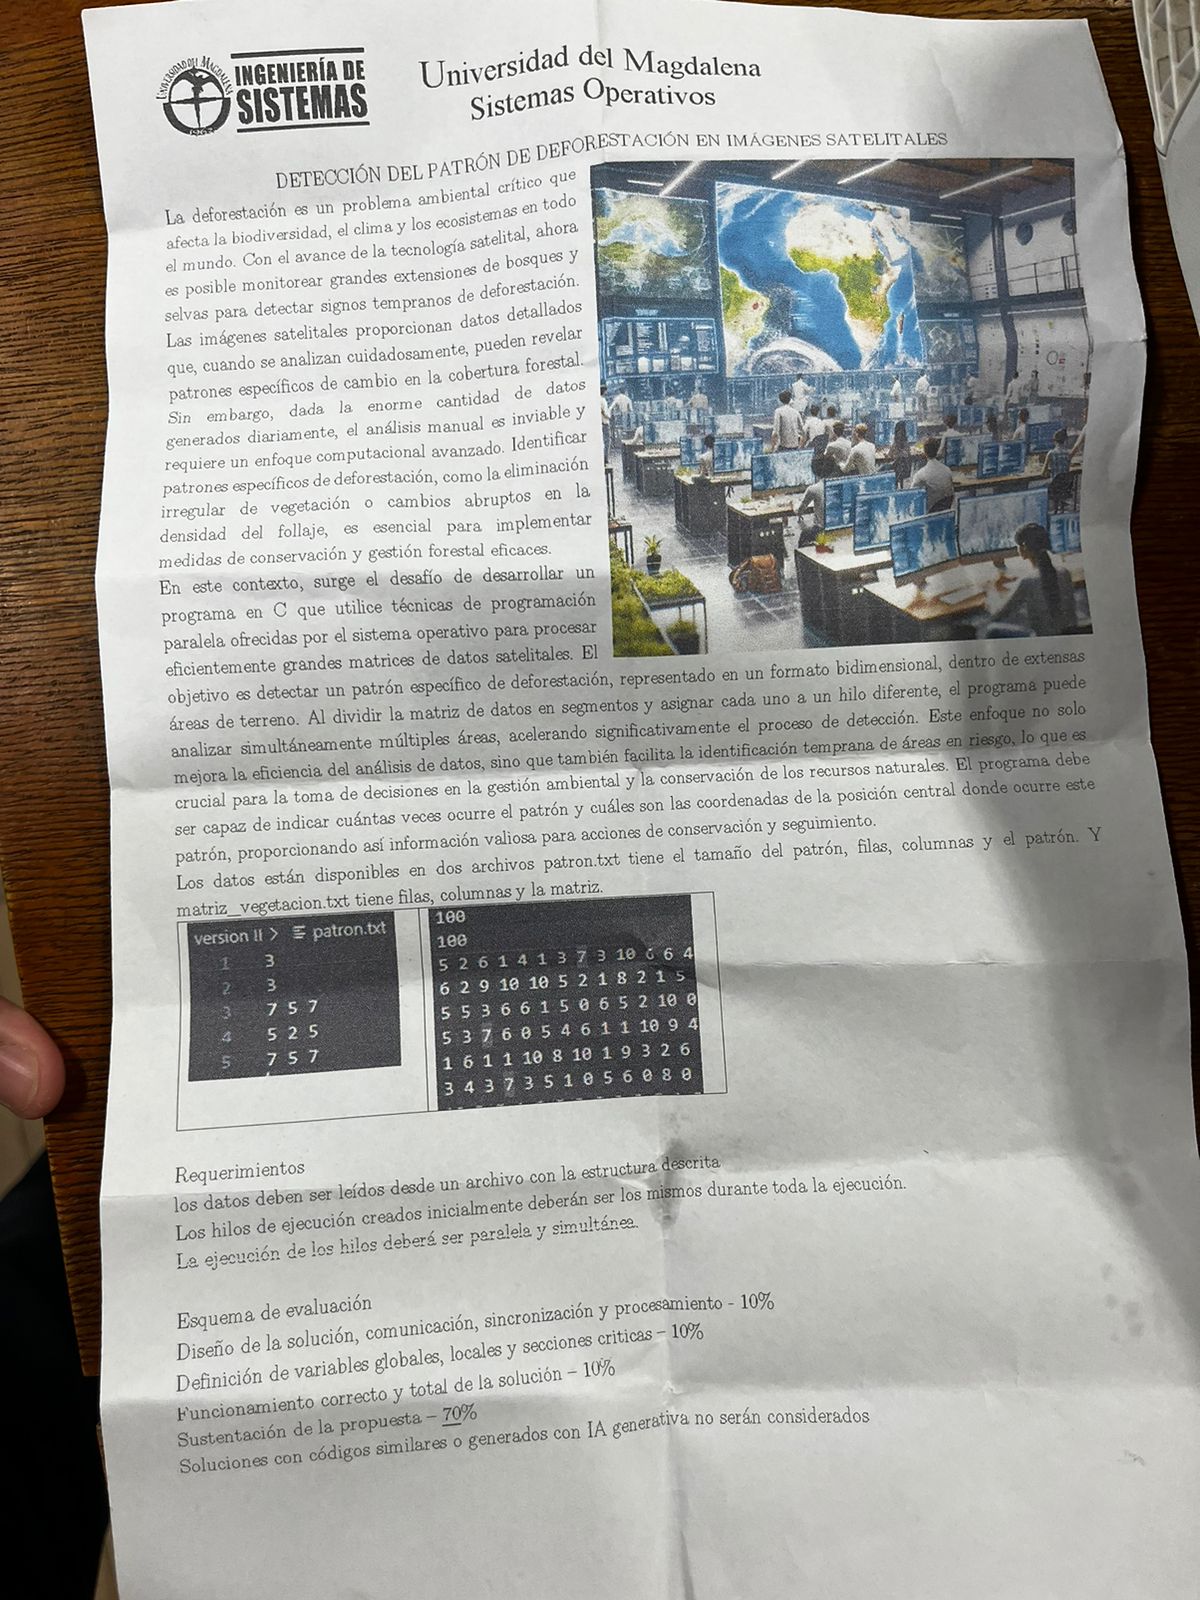 UNIVERSIDAD DEL MAGDALENA
1962
INGENIERÍA DE
SISTEMAS
Universidad del Magdalena
Sistemas Operativos
DETECCIÓN DEL PATRÓN DE DEFORESTACIÓN EN IMÁGENES SATELITALES
La deforestación es un problema ambiental crítico que
afecta la biodiversidad, el clima y los ecosistemas en todo
el mundo. Con el avance de la tecnología satelital, ahora
es posible monitorear grandes extensiones de bosques y
selvas para detectar signos tempranos de deforestación.
Las imágenes satelitales proporcionan datos detallados
que, cuando se analizan cuidadosamente, pueden revelar
patrones específicos de cambio en la cobertura forestal.
Sin embargo, dada la enorme cantidad de datos
generados diariamente, el análisis manual es inviable y
requiere un enfoque computacional avanzado. Identificar
patrones específicos de deforestación, como la eliminación
irregular de vegetación o cambios abruptos en la
densidad del follaje, es esencial para implementar
medidas de conservación y gestión forestal eficaces.
En este contexto, surge el desafío de desarrollar un
programa en C que utilice técnicas de programación
paralela ofrecidas por el sistema operativo para procesar
eficientemente grandes matrices de datos satelitales. El
objetivo es detectar un patrón específico de deforestación, representado en un formato bidimensional, dentro de extensas
áreas de terreno. Al dividir la matriz de datos en segmentos y asignar cada uno a un hilo diferente, el programa puede
analizar simultáneamente múltiples áreas, acelerando significativamente el proceso de detección. Este enfoque no solo
mejora la eficiencia del análisis de datos, sino que también facilita la identificación temprana de áreas en riesgo, lo que es
crucial para la toma de decisiones en la gestión ambiental y la conservación de los recursos naturales. El programa debe
ser capaz de indicar cuántas veces ocurre el patrón y cuáles son las coordenadas de la posición central donde ocurre este
patrón, proporcionando así información valiosa para acciones de conservación y seguimiento.
Los datos están disponibles en dos archivos patron.txt tiene el tamaño del patrón, filas, columnas y el patrón. Y
matriz_vegetacion.txt tiene filas, columnas y la matriz.
version II > patron.txt
1 3
2 3
3 7 5 7
4 5 2 5
5 7 5 7
100
100
5 2 6 1 4 1 3 7 3 10 6 6 4
6 2 9 10 10 5 2 1 8 2 1 5
5 5 3 6 6 1 5 0 6 5 2 10 0
5 3 7 6 0 5 4 6 1 1 10 9 4
1 6 1 1 10 8 10 1 9 3 2 6
3 4 3 7 3 5 1 0 5 6 0 8 0
Requerimientos
los datos deben ser leídos desde un archivo con la estructura descrita
Los hilos de ejecución creados inicialmente deberán ser los mismos durante toda la ejecución.
La ejecución de los hilos deberá ser paralela y simultánea.
Esquema de evaluación
Diseño de la solución, comunicación, sincronización y procesamiento - 10%
Definición de variables globales, locales y secciones criticas – 10%
Funcionamiento correcto y total de la solución – 10%
Sustentación de la propuesta – 70%
Soluciones con códigos similares o generados con IA generativa no serán considerados